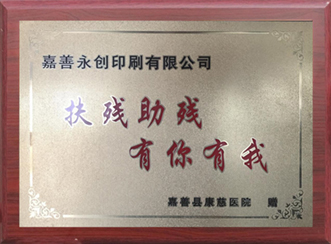 嘉善永创印刷有限公司
扶残助残
有你有我
嘉善县康慈医院 赠